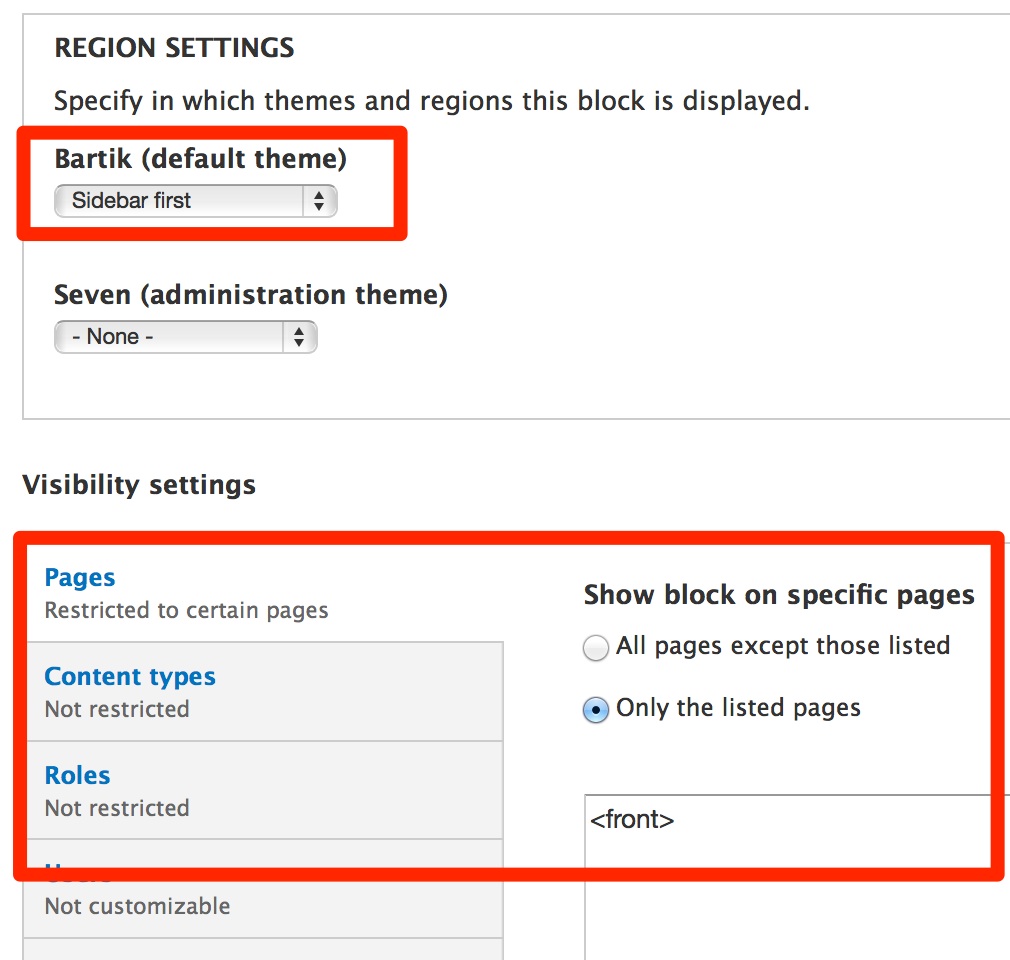 REGION SETTINGS
Specify in which themes and regions this block is displayed.
Bartik (default theme)
Sidebar first
Seven (administration theme)
- None -
Visibility settings
Pages
Restricted to certain pages
Content types
Not restricted
Roles
Not restricted
Not customizable
Show block on specific pages
All pages except those listed
Only the listed pages
<front>